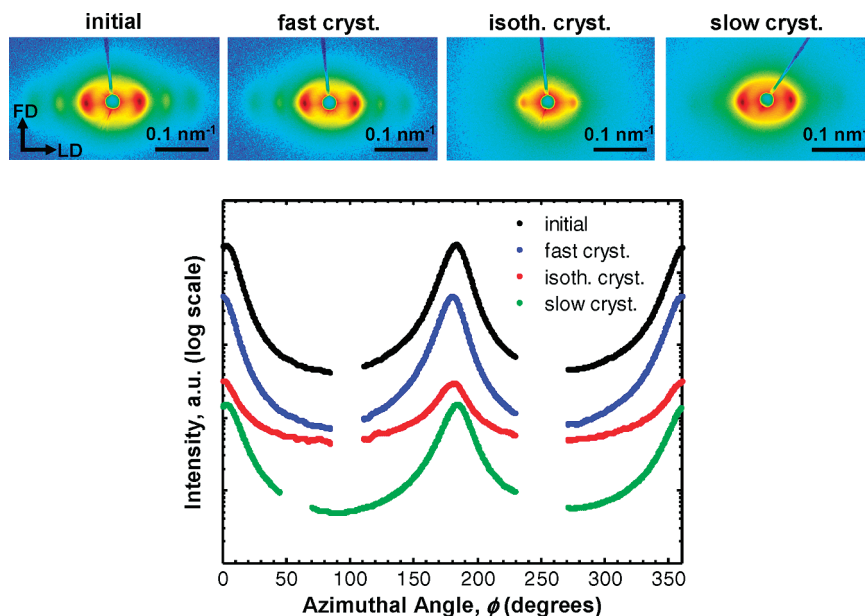 initial fast cryst. isoth. cryst. slow cryst.
FD
LD
0.1 nm⁻¹ 0.1 nm⁻¹ 0.1 nm⁻¹ 0.1 nm⁻¹
initial
fast cryst.
isoth. cryst.
slow cryst.
Intensity, a.u. (log scale)
0 50 100 150 200 250 300 350
Azimuthal Angle, ϕ (degrees)